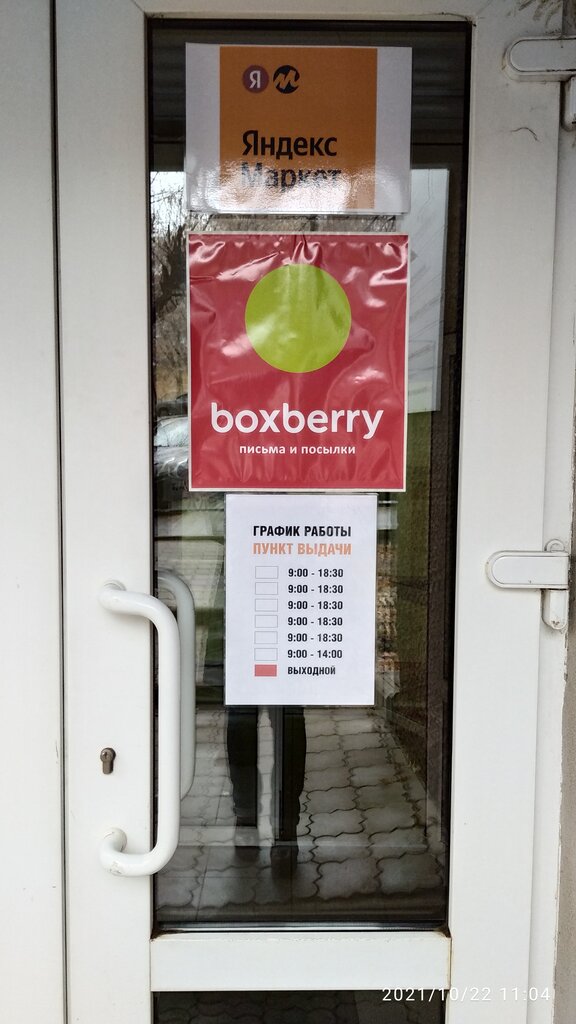 Я М
Яндекс
Маркет
boxberry
письма и посылки
ГРАФИК РАБОТЫ
ПУНКТ ВЫДАЧИ
9:00 - 18:30
9:00 - 18:30
9:00 - 18:30
9:00 - 18:30
9:00 - 18:30
9:00 - 14:00
ВЫХОДНОЙ
2021/10/22 11:04